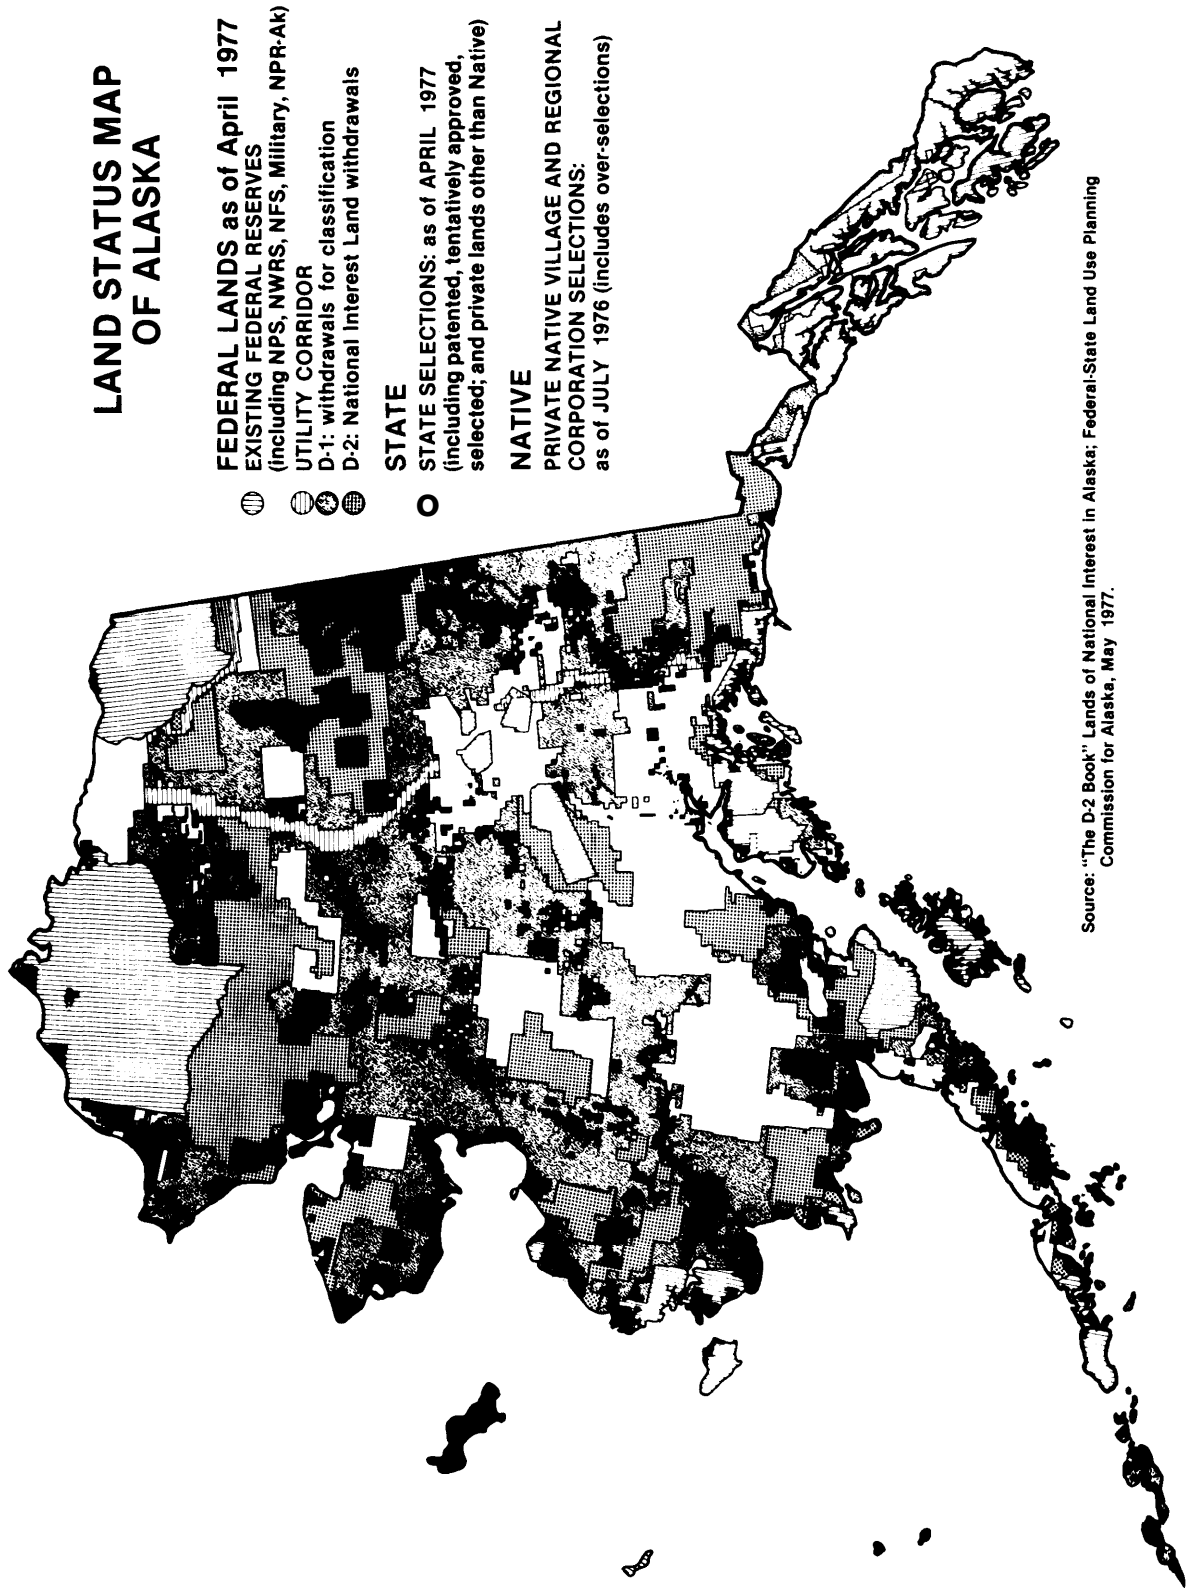 LAND STATUS MAP
OF ALASKA
FEDERAL LANDS as of April 1977
EXISTING FEDERAL RESERVES
(including NPS, NWRS, NFS, Military, NPR-Ak)
UTILITY CORRIDOR
D-1: withdrawals for classification
D-2: National Interest Land withdrawals
STATE
STATE SELECTIONS: as of APRIL 1977
(including patented, tentatively approved,
selected; and private lands other than Native)
NATIVE
PRIVATE NATIVE VILLAGE AND REGIONAL
CORPORATION SELECTIONS:
as of JULY 1976 (includes over-selections)
Source: "The D-2 Book" Lands of National Interest in Alaska; Federal-State Land Use Planning
Commission for Alaska, May 1977.